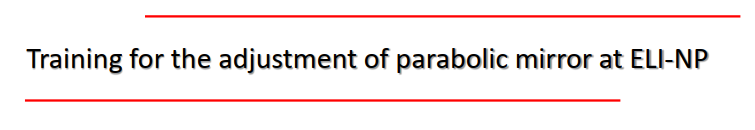 Training for the adjustment of parabolic mirror at ELI-NP